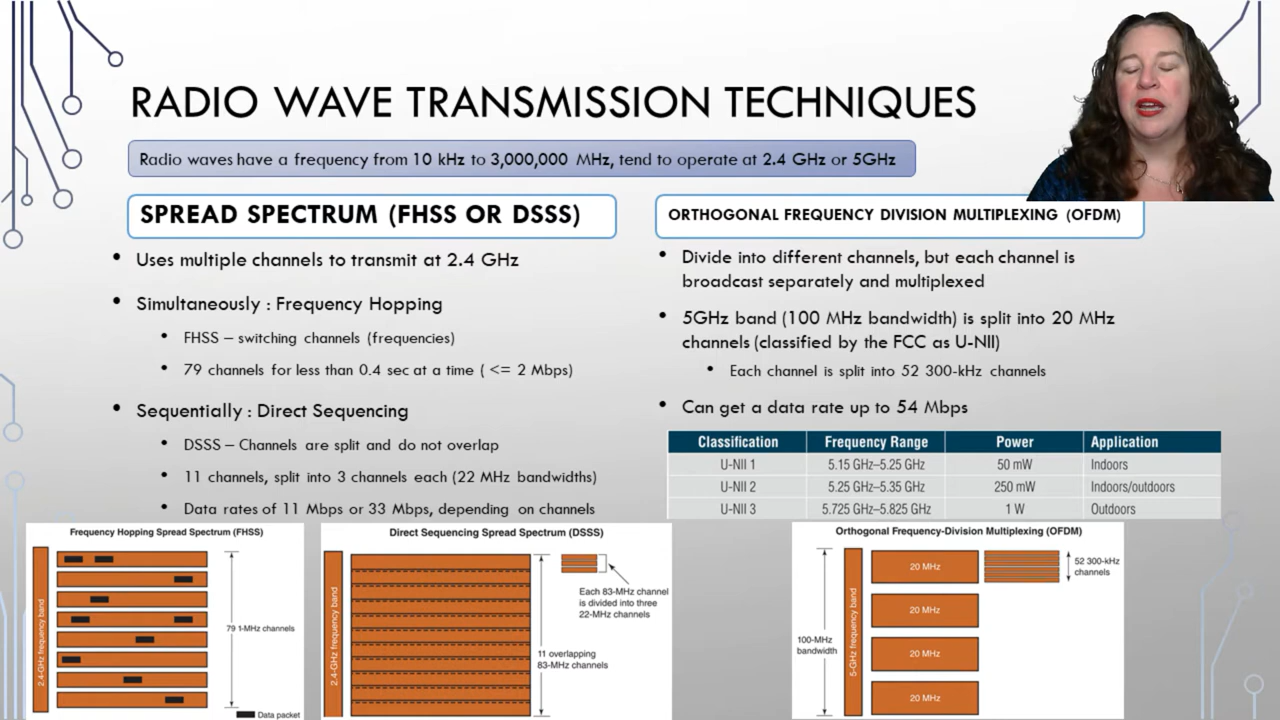 RADIO WAVE TRANSMISSION TECHNIQUES
Radio waves have a frequency from 10 kHz to 3,000,000 MHz, tend to operate at 2.4 GHz or 5GHz
SPREAD SPECTRUM (FHSS OR DSSS)
• Uses multiple channels to transmit at 2.4 GHz
• Simultaneously : Frequency Hopping
• FHSS – switching channels (frequencies)
• 79 channels for less than 0.4 sec at a time ( <= 2 Mbps)
• Sequentially : Direct Sequencing
• DSSS – Channels are split and do not overlap
• 11 channels, split into 3 channels each (22 MHz bandwidths)
• Data rates of 11 Mbps or 33 Mbps, depending on channels
ORTHOGONAL FREQUENCY DIVISION MULTIPLEXING (OFDM)
• Divide into different channels, but each channel is
broadcast separately and multiplexed
• 5GHz band (100 MHz bandwidth) is split into 20 MHz
channels (classified by the FCC as U-NII)
• Each channel is split into 52 300-kHz channels
• Can get a data rate up to 54 Mbps
Classification Frequency Range Power Application
U-NII 1 5.15 GHz–5.25 GHz 50 mW Indoors
U-NII 2 5.25 GHz–5.35 GHz 250 mW Indoors/outdoors
U-NII 3 5.725 GHz–5.825 GHz 1 W Outdoors
Frequency Hopping Spread Spectrum (FHSS)
2.4-GHz frequency band
79 1-MHz channels
Data packet
Direct Sequencing Spread Spectrum (DSSS)
2.4-GHz frequency band
Each 83-MHz channel
is divided into three
22-MHz channels
11 overlapping
83-MHz channels
Orthogonal Frequency-Division Multiplexing (OFDM)
100-MHz
bandwidth
5-GHz frequency band
20 MHz
20 MHz
20 MHz
20 MHz
52 300-kHz
channels